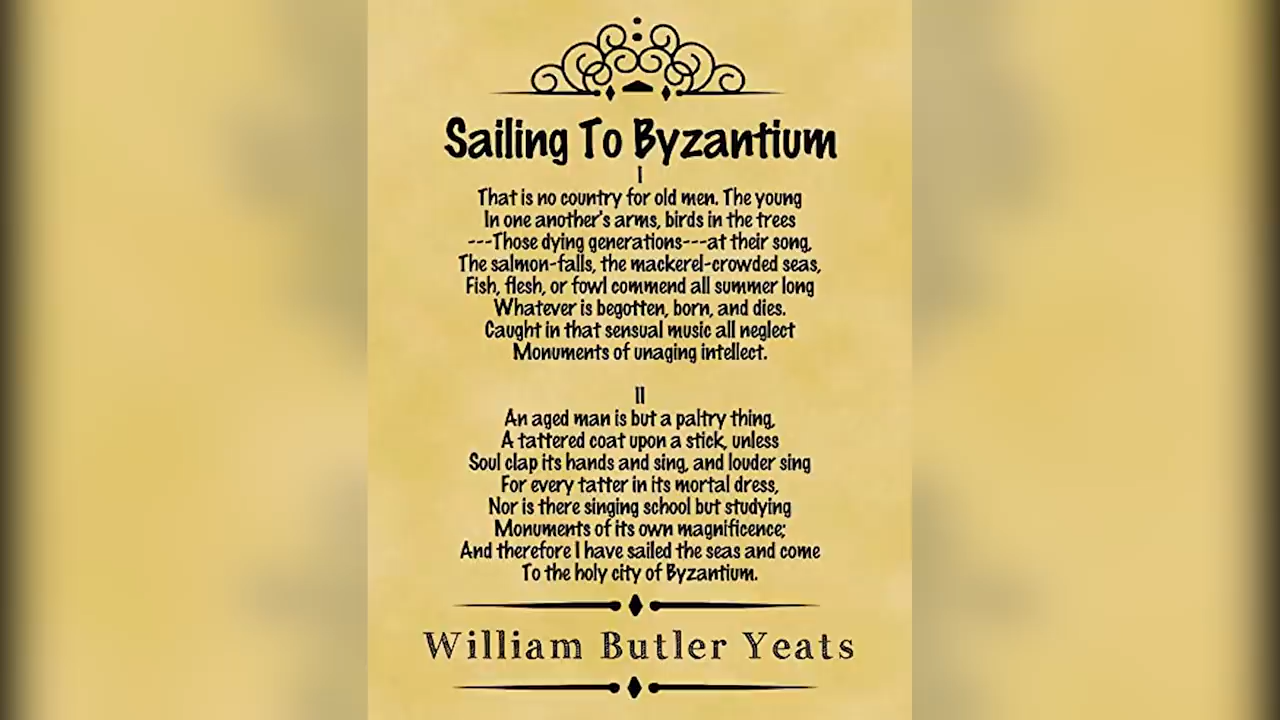 Sailing To Byzantium
I
That is no country for old men. The young
In one another's arms, birds in the trees
---Those dying generations---at their song,
The salmon-falls, the mackerel-crowded seas,
Fish, flesh, or fowl commend all summer long
Whatever is begotten, born, and dies.
Caught in that sensual music all neglect
Monuments of unaging intellect.
II
An aged man is but a paltry thing,
A tattered coat upon a stick, unless
Soul clap its hands and sing, and louder sing
For every tatter in its mortal dress,
Nor is there singing school but studying
Monuments of its own magnificence;
And therefore I have sailed the seas and come
To the holy city of Byzantium.
William Butler Yeats